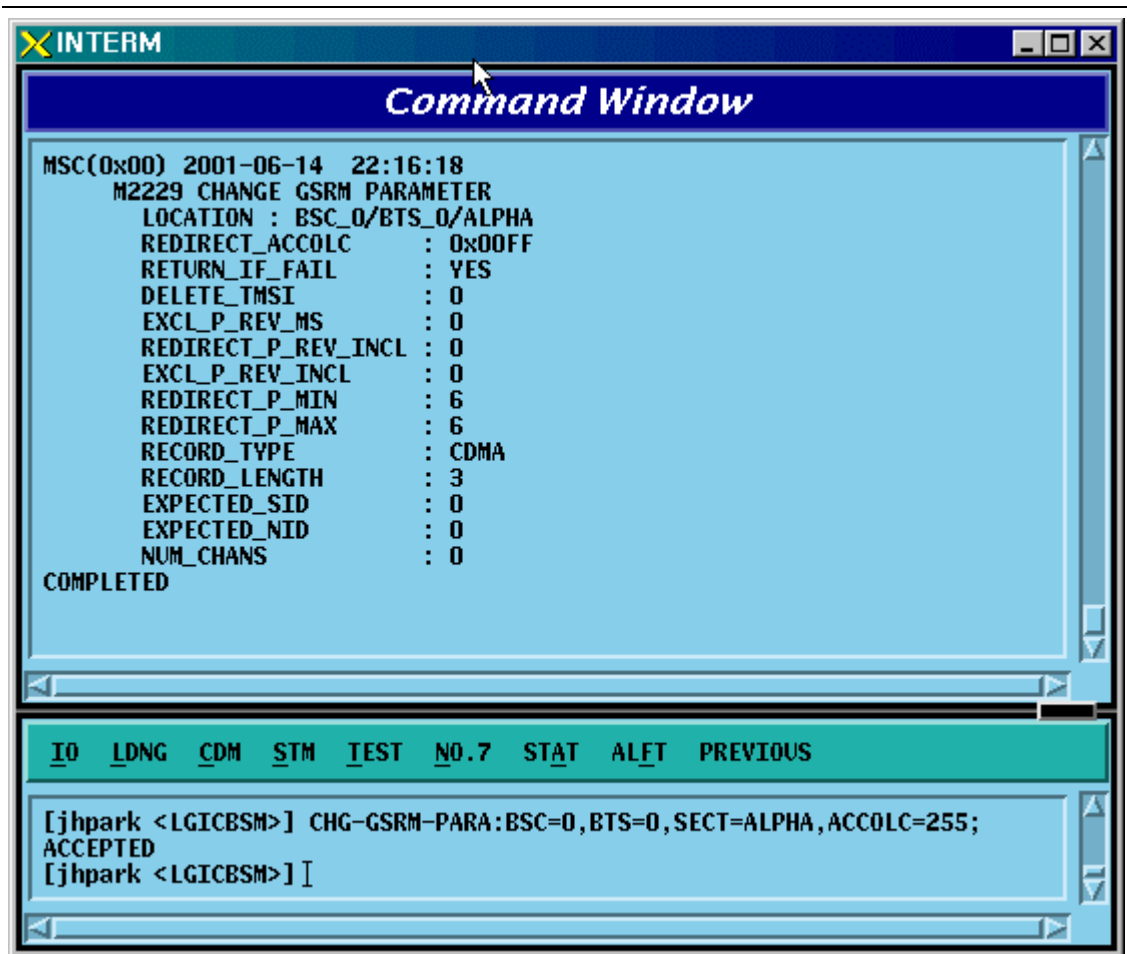 INTERM
Command Window
MSC(0x00) 2001-06-14 22:16:18
M2229 CHANGE GSRM PARAMETER
LOCATION : BSC_0/BTS_0/ALPHA
REDIRECT_ACCOLC : 0x00FF
RETURN_IF_FAIL : YES
DELETE_TMSI : 0
EXCL_P_REV_MS : 0
REDIRECT_P_REV_INCL : 0
EXCL_P_REV_INCL : 0
REDIRECT_P_MIN : 6
REDIRECT_P_MAX : 6
RECORD_TYPE : CDMA
RECORD_LENGTH : 3
EXPECTED_SID : 0
EXPECTED_NID : 0
NUM_CHANS : 0
COMPLETED
IO LDNG CDM STM TEST NO.7 STAT ALFT PREVIOUS
[jhpark <LGICBSM>] CHG-GSRM-PARA:BSC=0,BTS=0,SECT=ALPHA,ACCOLC=255;
ACCEPTED
[jhpark <LGICBSM>]